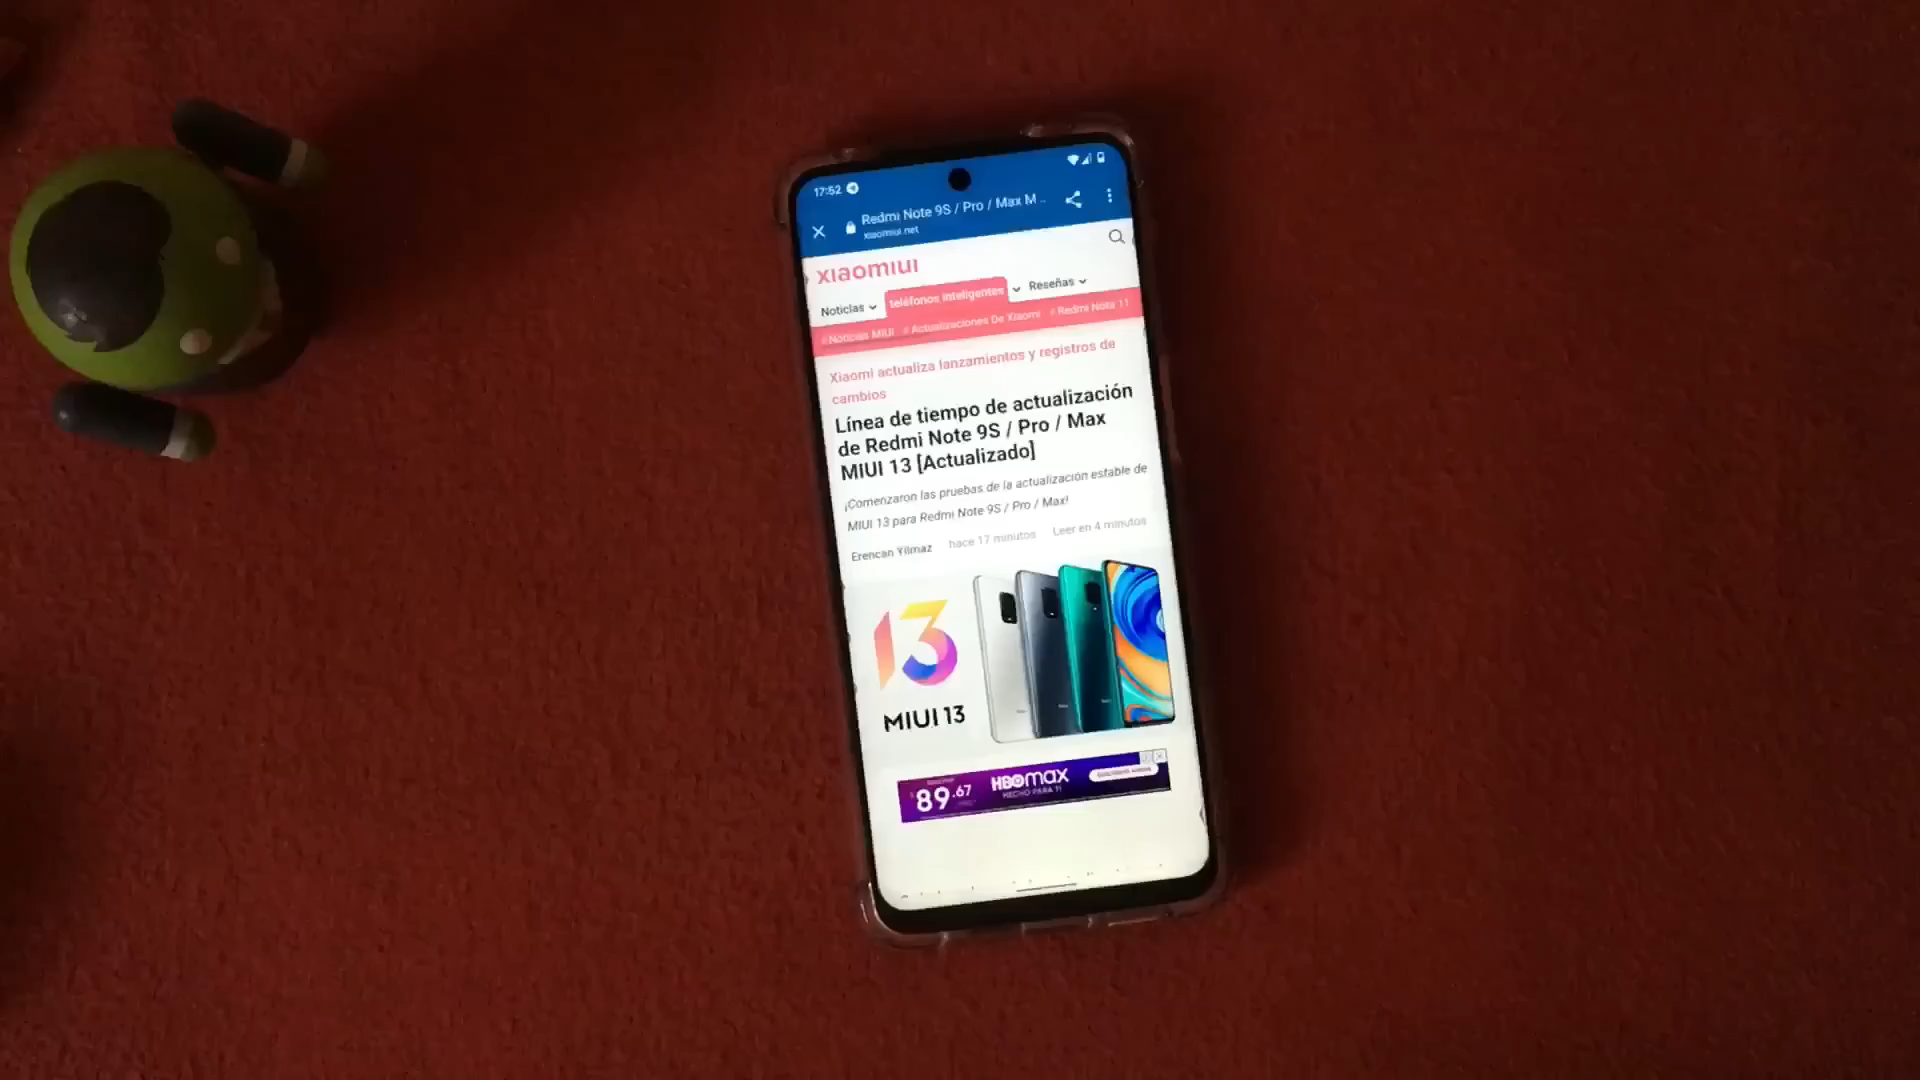 17:52
Redmi Note 9S / Pro / Max M...
xiaomiui.net
xiaomiui
Noticias
teléfonos inteligentes
Reseñas
#Noticias MIUI #Actualizaciones De Xiaomi #Redmi Note 11
Xiaomi actualiza lanzamientos y registros de
cambios
Línea de tiempo de actualización
de Redmi Note 9S / Pro / Max
MIUI 13 [Actualizado]
¡Comenzaron las pruebas de la actualización estable de
MIUI 13 para Redmi Note 9S / Pro / Max!
Erencan Yılmaz hace 17 minutos Leer en 4 minutos
13
MIUI 13
89.67
HBOMAX
HECHO PARA TI